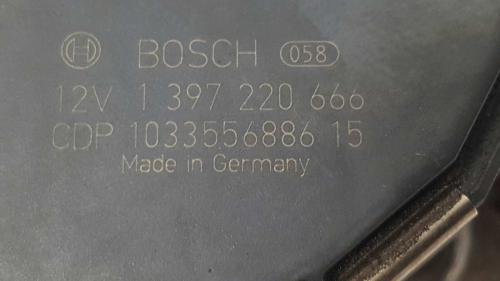 BOSCH 058
12V 1 397 220 666
CDP 1033556886 15
Made in Germany